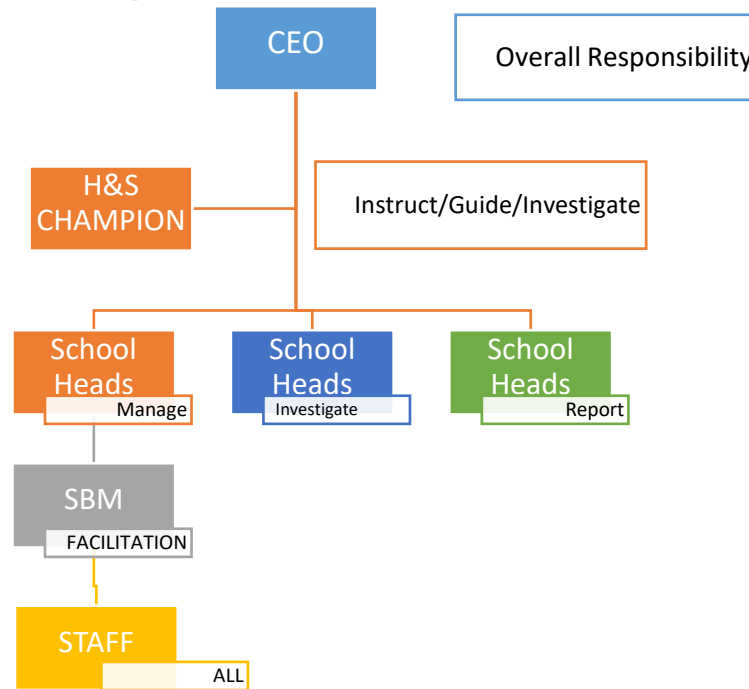 CEO
Overall Responsibility
H&S
CHAMPION
Instruct/Guide/Investigate
School
Heads
Manage
School
Heads
Investigate
School
Heads
Report
SBM
FACILITATION
STAFF
ALL